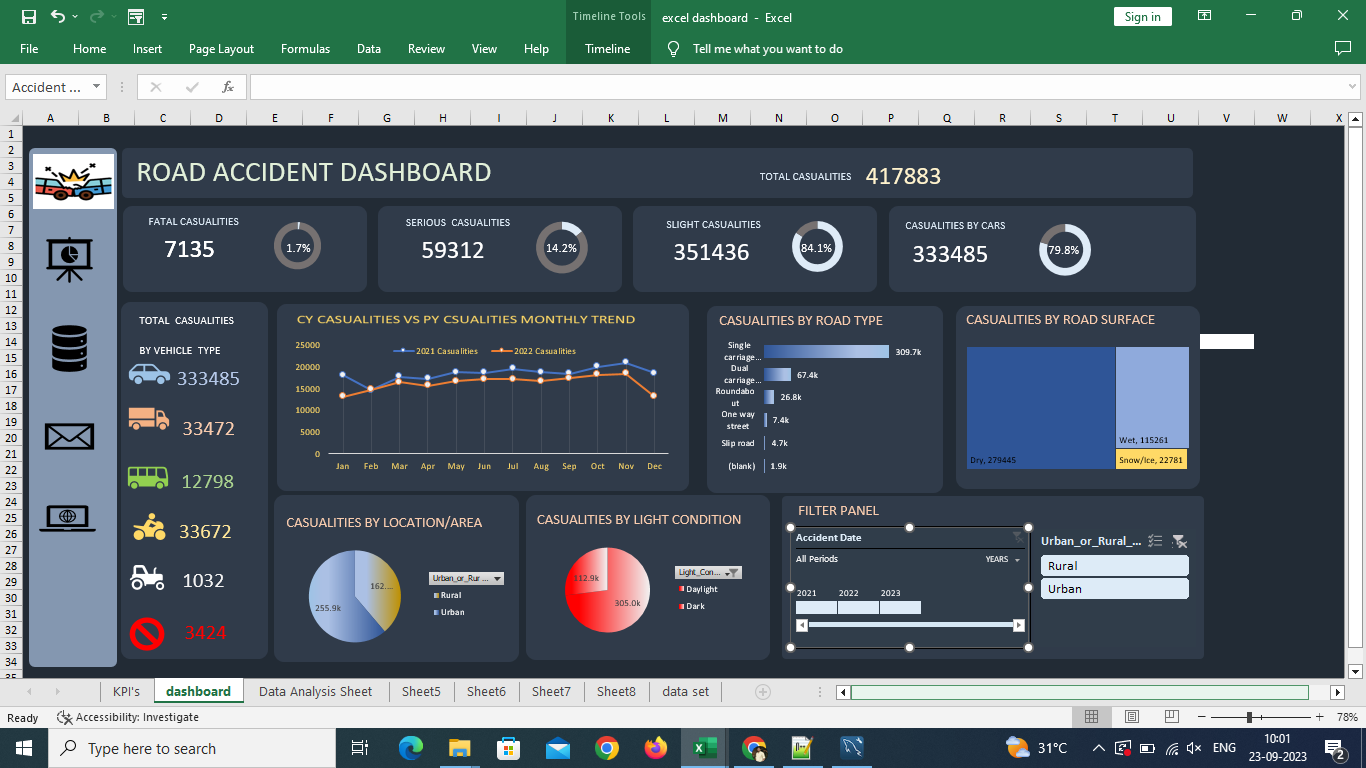 Timeline Tools
excel dashboard - Excel
Sign in
File Home Insert Page Layout Formulas Data Review View Help Timeline Tell me what you want to do
Accident ...
fx
A B C D E F G H I J K L M N O P Q R S T U V W X
1
2
3
4
5
6
7
8
9
10
11
12
13
14
15
16
17
18
19
20
21
22
23
24
25
26
27
28
29
30
31
32
33
34
35
ROAD ACCIDENT DASHBOARD
TOTAL CASUALITIES 417883
FATAL CASUALITIES
7135
1.7%
SERIOUS CASUALITIES
59312
14.2%
SLIGHT CASUALITIES
351436
84.1%
CASUALITIES BY CARS
333485
79.8%
TOTAL CASUALITIES
BY VEHICLE TYPE
333485
33472
12798
33672
1032
3424
CY CASUALITIES VS PY CSUALITIES MONTHLY TREND
2021 Casualities 2022 Casualities
25000
20000
15000
10000
5000
0
Jan Feb Mar Apr May Jun Jul Aug Sep Oct Nov Dec
CASUALITIES BY ROAD TYPE
Single
carriage... 309.7k
Dual
carriage... 67.4k
Roundabo
ut 26.8k
One way
street 7.4k
Slip road 4.7k
(blank) 1.9k
CASUALITIES BY ROAD SURFACE
Dry, 279445
Wet, 115261
Snow/Ice, 22781
CASUALITIES BY LOCATION/AREA
255.9k
162....
Urban_or_Rur ...
Rural
Urban
CASUALITIES BY LIGHT CONDITION
112.9k
305.0k
Light_Con...
Daylight
Dark
FILTER PANEL
Accident Date
All Periods YEARS
2021 2022 2023
Urban_or_Rural_...
Rural
Urban
KPI's dashboard Data Analysis Sheet Sheet5 Sheet6 Sheet7 Sheet8 data set
Ready Accessibility: Investigate
78%
Type here to search
31°C
ENG
10:01
23-09-2023
2